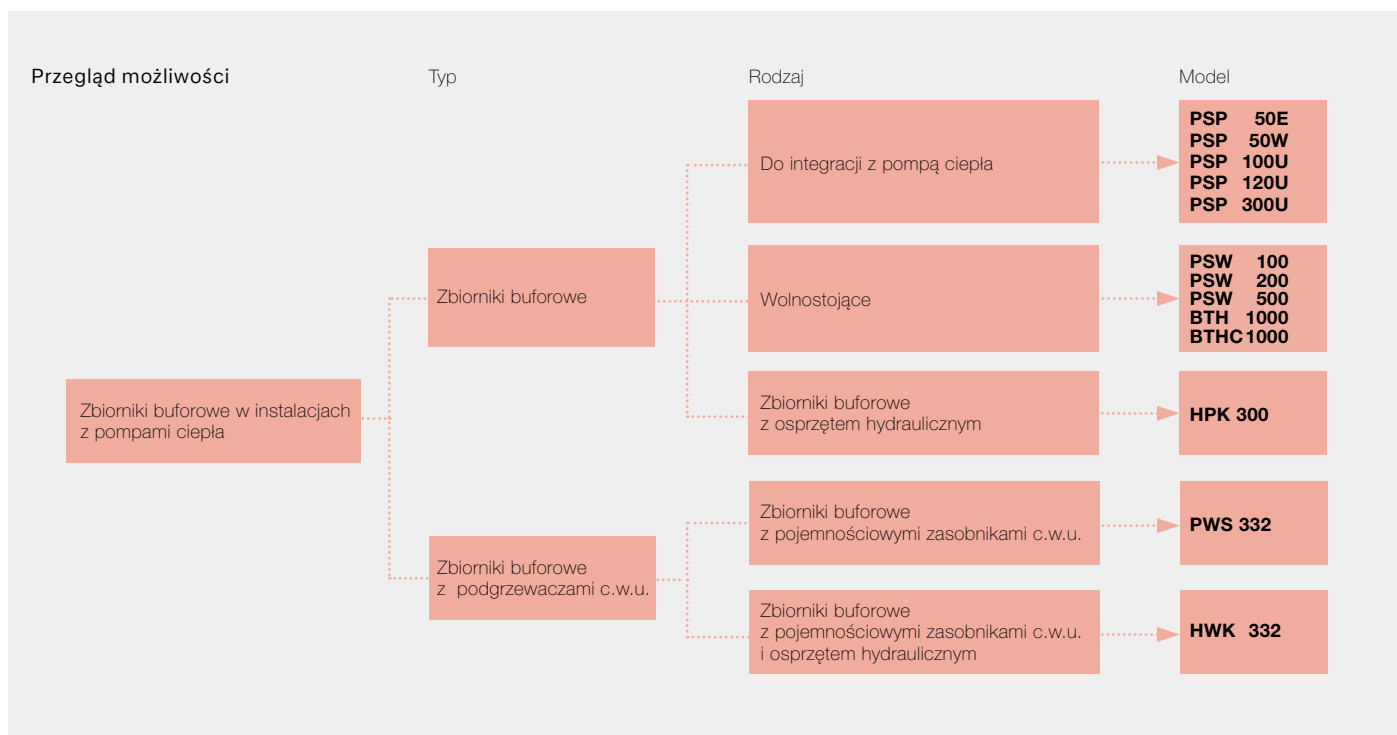 Przegląd możliwości
Typ
Rodzaj
Model
Zbiorniki buforowe w instalacjach
z pompami ciepła
Zbiorniki buforowe
Do integracji z pompą ciepła
PSP 50E
PSP 50W
PSP 100U
PSP 120U
PSP 300U
Wolnostojące
PSW 100
PSW 200
PSW 500
BTH 1000
BTHC 1000
Zbiorniki buforowe
z osprzętem hydraulicznym
HPK 300
Zbiorniki buforowe
z podgrzewaczami c.w.u.
Zbiorniki buforowe
z pojemnościowymi zasobnikami c.w.u.
PWS 332
Zbiorniki buforowe
z pojemnościowymi zasobnikami c.w.u.
i osprzętem hydraulicznym
HWK 332